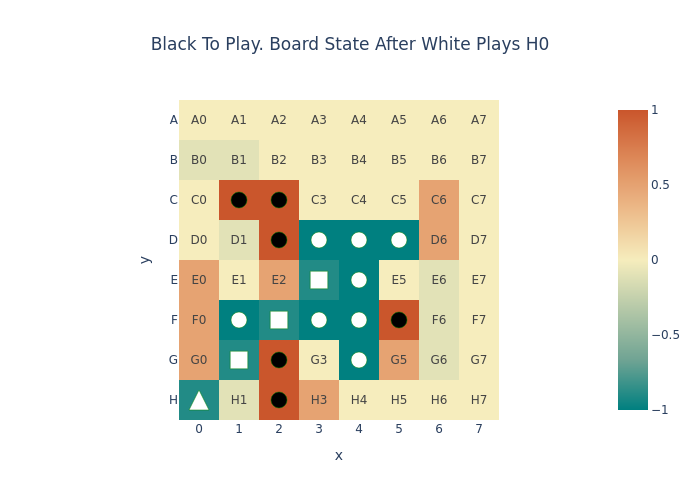 Black To Play. Board State After White Plays H0
A A0 A1 A2 A3 A4 A5 A6 A7 1
B B0 B1 B2 B3 B4 B5 B6 B7
C C0 C3 C4 C5 C6 C7 0.5
D D0 D1 D6 D7
y
E E0 E1 E2 E5 E6 E7 0
F F0 F6 F7
G G0 G3 G5 G6 G7 −0.5
H H1 H3 H4 H5 H6 H7 −1
0 1 2 3 4 5 6 7
x